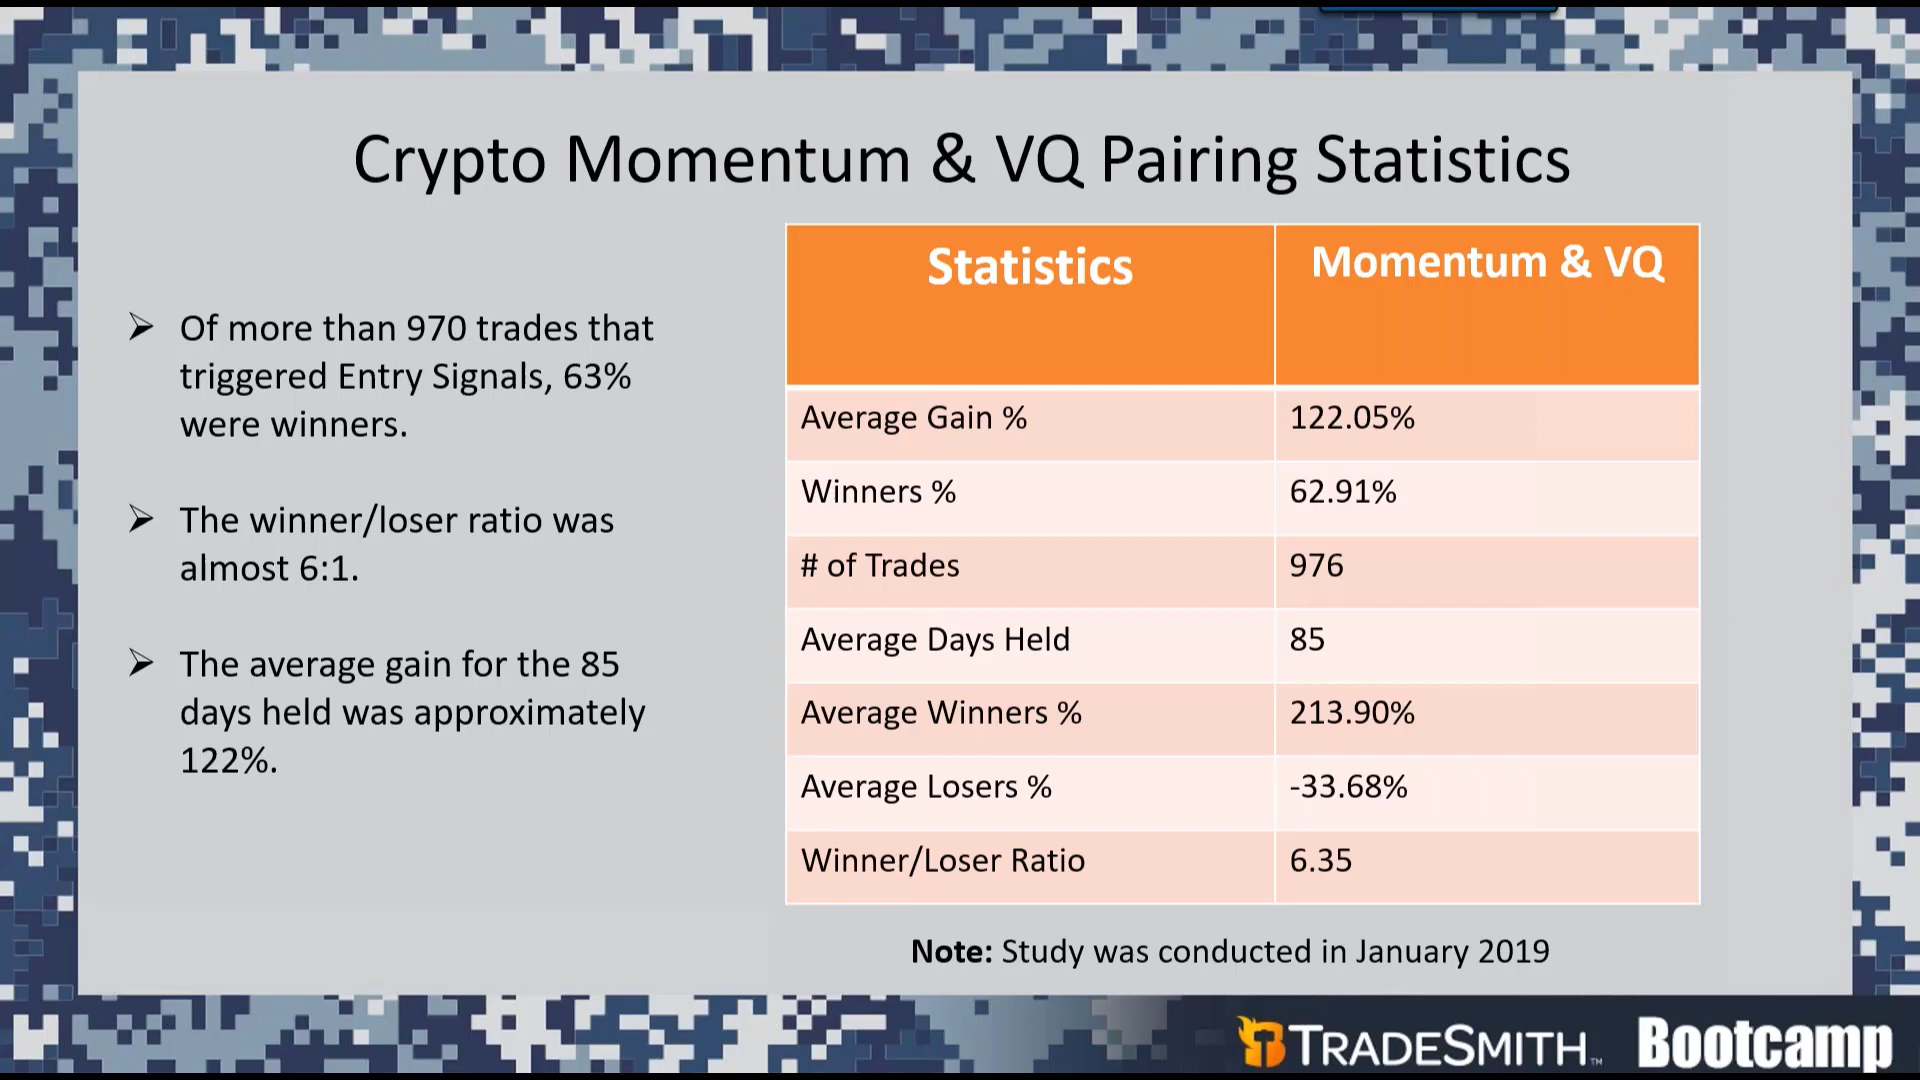 Crypto Momentum & VQ Pairing Statistics
➢ Of more than 970 trades that
triggered Entry Signals, 63%
were winners.
➢ The winner/loser ratio was
almost 6:1.
➢ The average gain for the 85
days held was approximately
122%.
Statistics Momentum & VQ
Average Gain % 122.05%
Winners % 62.91%
# of Trades 976
Average Days Held 85
Average Winners % 213.90%
Average Losers % -33.68%
Winner/Loser Ratio 6.35
Note: Study was conducted in January 2019
TRADESMITH™ Bootcamp